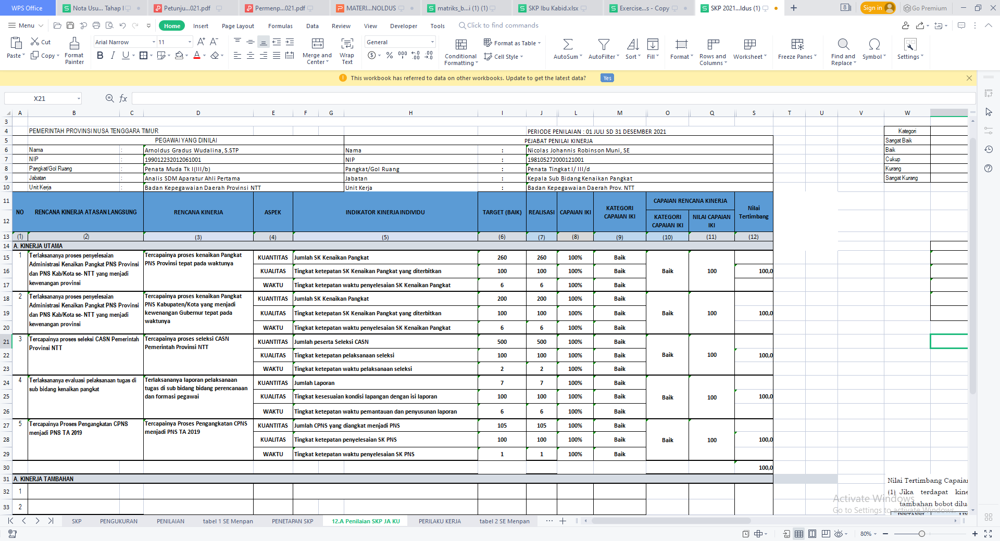 WPS Office Nota Usu... Tahap I Petunju...021.pdf Permenp...021.pdf MATERI...NOLDUS matriks_b...i (1) (1) SKP Ibu Kabid.xlsx Exercise...s - Copy SKP 2021...ldus (1) Sign in Go Premium
Menu Home Insert Page Layout Formulas Data Review View Developer Tools Click to find commands
Paste Cut Copy Format Painter Arial Narrow 11 Merge and Center Wrap Text General Conditional Formatting Format as Table Cell Style AutoSum AutoFilter Sort Fill Format Rows and Columns Worksheet Freeze Panes Find and Replace Symbol Settings
This workbook has referred to data on other workbooks. Update to get the latest data? Yes
X21 fx
A B C D E F G H I J L M O Q S T U V W
3
4 PEMERINTAH PROVINSI NUSA TENGGARA TIMUR PERIODE PENILAIAN : 01 JULI SD 31 DESEMBER 2021 Kategori
5 PEGAWAI YANG DINILAI PEJABAT PENILAI KINERJA Sangat Baik
6 Nama : Arnoldus Gradus Wudalina, S.STP Nama : Nicolas Johannis Robinson Muni, SE Baik
7 NIP : 199012232012061001 NIP : 198105272000121001 Cukup
8 Pangkat/Gol Ruang : Penata Muda Tk I(III/b) Pangkat/Gol Ruang : Penata Tingkat I/ III/d Kurang
9 Jabatan : Analis SDM Aparatur Ahli Pertama Jabatan : Kepala Sub Bidang Kenaikan Pangkat Sangat Kurang
10 Unit Kerja : Badan Kepegawaian Daerah Provinsi NTT Unit Kerja : Badan Kepegawaian Daerah Prov. NTT
11 12 NO RENCANA KINERJA ATASAN LANGSUNG RENCANA KINERJA ASPEK INDIKATOR KINERJA INDIVIDU TARGET (BAIK) REALISASI CAPAIAN IKI KATEGORI CAPAIAN IKI CAPAIAN RENCANA KINERJA KATEGORI CAPAIAN IKI NILAI CAPAIAN IKI Nilai Tertimbang
13 (1) (2) (3) (4) (5) (6) (7) (8) (9) (10) (11) (12)
14 A. KINERJA UTAMA
15 1 Terlaksananya proses penyelesaian Administrasi Kenaikan Pangkat PNS Provinsi dan PNS Kab/Kota se- NTT yang menjadi kewenangan provinsi Tercapainya proses kenaikan Pangkat PNS Provinsi tepat pada waktunya KUANTITAS Jumlah SK Kenaikan Pangkat 260 260 100% Baik
16 KUALITAS Tingkat ketepatan SK Kenaikan Pangkat yang diterbitkan 100 100 100% Baik Baik 100 100,0
17 WAKTU Tingkat ketepatan waktu penyelesaian SK Kenaikan Pangkat 6 6 100% Baik
18 2 Terlaksananya proses penyelesaian Administrasi Kenaikan Pangkat PNS Provinsi dan PNS Kab/Kota se- NTT yang menjadi kewenangan provinsi Tercapainya proses kenaikan Pangkat PNS Kabupaten/Kota yang menjadi kewenangan Gubernur tepat pada waktunya KUANTITAS Jumlah SK Kenaikan Pangkat 200 200 100% Baik
19 KUALITAS Tingkat ketepatan SK Kenaikan Pangkat yang diterbitkan 100 100 100% Baik Baik 100 100,0
20 WAKTU Tingkat ketepatan waktu penyelesaian SK Kenaikan Pangkat 6 6 100% Baik
21 3 Tercapainya proses seleksi CASN Pemerintah Provinsi NTT Tercapainya proses seleksi CASN Pemerintah Provinsi NTT KUANTITAS Jumlah peserta Seleksi CASN 500 500 100% Baik
22 KUALITAS Tingkat ketepatan pelaksanaan seleksi 100 100 100% Baik Baik 100 100,0
23 WAKTU Tingkat ketepatan waktu pelaksanaan seleksi 2 2 100% Baik
24 4 Terlaksananya evaluasi pelaksanaan tugas di sub bidang kenaikan pangkat Terlaksananya laporan pelaksanaan tugas di sub bidang bidang perencanaan dan formasi pegawai KUANTITAS Jumlah Laporan 7 7 100% Baik
25 KUALITAS Tingkat kesesuaian kondisi lapangan dengan isi laporan 100 100 100% Baik Baik 100 100,0
26 WAKTU Tingkat ketepatan waktu pemantauan dan penyusunan laporan 6 6 100% Baik
27 5 Tercapainya Proses Pengangkatan CPNS menjadi PNS TA 2019 Tercapainya Proses Pengangkatan CPNS menjadi PNS TA 2019 KUANTITAS Jumlah CPNS yang diangkat menjadi PNS 105 105 100% Baik
28 KUALITAS Tingkat ketepatan penyelesaian SK PNS 100 100 100% Baik Baik 100 100,0
29 WAKTU Tingkat ketepatan waktu penyelesaian SK PNS 1 1 100% Baik
30 100,0
31 A. KINERJA TAMBAHAN Nilai Tertimbang Capaian
32 1 (1) Jika terdapat kine
Activate Windows
33 2 tambahan bobot dilu
Go to Settings to activate Windows.
INSTANSI
SKP PENGUKURAN PENILAIAN tabel 1 SE Menpan PENETAPAN SKP 12.A Penilaian SKP JA KU PERILAKU KERJA tabel 2 SE Menpan ...
80%